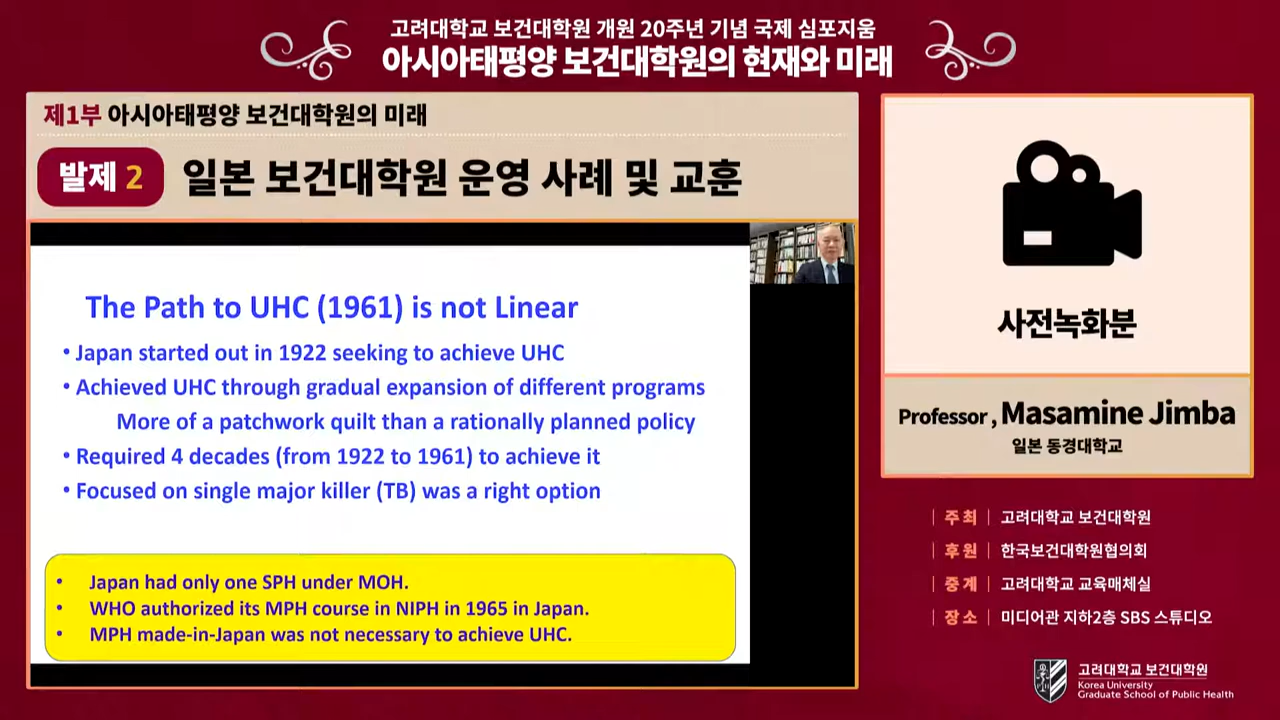 고려대학교 보건대학원 개원 20주년 기념 국제 심포지움
아시아태평양 보건대학원의 현재와 미래
제1부 아시아태평양 보건대학원의 미래
발제 2 일본 보건대학원 운영 사례 및 교훈
The Path to UHC (1961) is not Linear
• Japan started out in 1922 seeking to achieve UHC
• Achieved UHC through gradual expansion of different programs
More of a patchwork quilt than a rationally planned policy
• Required 4 decades (from 1922 to 1961) to achieve it
• Focused on single major killer (TB) was a right option
• Japan had only one SPH under MOH.
• WHO authorized its MPH course in NIPH in 1965 in Japan.
• MPH made-in-Japan was not necessary to achieve UHC.
사전녹화분
Professor, Masamine Jimba
일본 동경대학교
| 주최 | 고려대학교 보건대학원
| 후원 | 한국보건대학원협의회
| 중계 | 고려대학교 교육매체실
| 장소 | 미디어관 지하2층 SBS 스튜디오
고려대학교 보건대학원
Korea University
Graduate School of Public Health